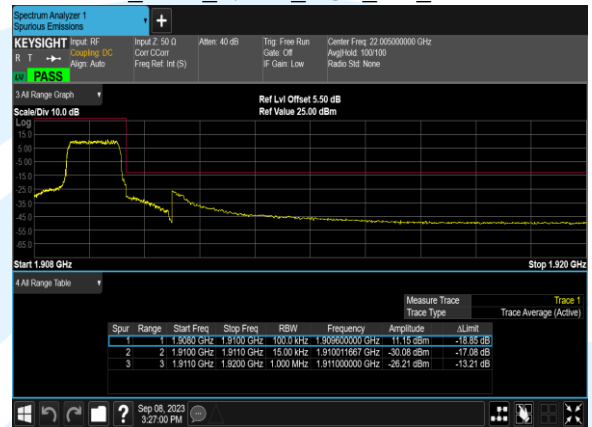 Spectrum Analyzer 1
Spurious Emissions
KEYSIGHT Input: RF Input Z: 50 Ω Atten: 40 dB Trig: Free Run Center Freq: 22.005000000 GHz
R T Coupling: DC Corr CCorr Gate: Off Avg|Hold: 100/100
Align: Auto Freq Ref: Int (S) IF Gain: Low Radio Std: None
LV PASS
3 All Range Graph
Ref Lvl Offset 5.50 dB
Scale/Div 10.0 dB Ref Value 25.00 dBm
Log
15.0
5.00
-5.00
-15.0
-25.0
-35.0
-45.0
-55.0
-65.0
Start 1.908 GHz Stop 1.920 GHz
4 All Range Table
Measure Trace Trace 1
Trace Type Trace Average (Active)
Spur Range Start Freq Stop Freq RBW Frequency Amplitude ΔLimit
1 1 1.9080 GHz 1.9100 GHz 100.0 kHz 1.909600000 GHz 11.15 dBm -18.85 dB
2 2 1.9100 GHz 1.9110 GHz 15.00 kHz 1.910011667 GHz -30.08 dBm -17.08 dB
3 3 1.9110 GHz 1.9200 GHz 1.000 MHz 1.911000000 GHz -26.21 dBm -13.21 dB
Sep 08, 2023
3:27:00 PM